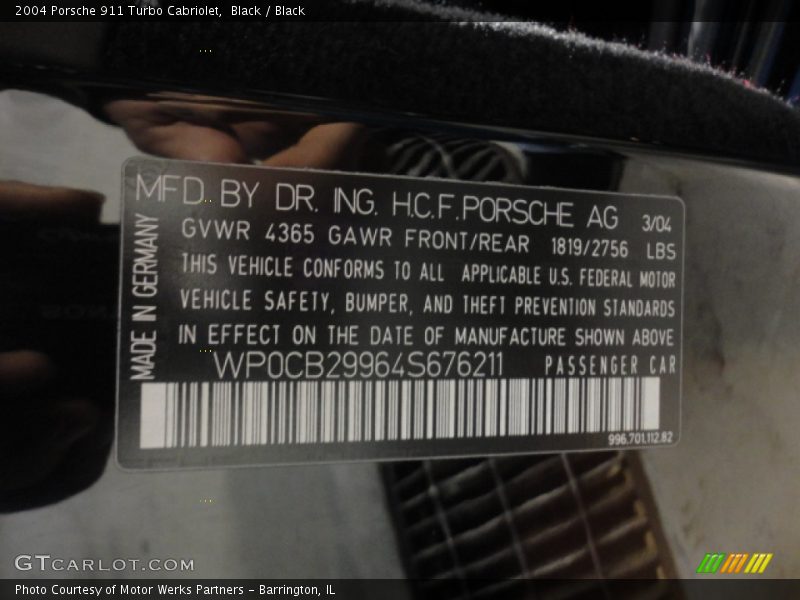 2004 Porsche 911 Turbo Cabriolet, Black / Black
MFD. BY DR. ING. H.C.F. PORSCHE AG 3/04
GVWR 4365 GAWR FRONT/REAR 1819/2756 LBS
THIS VEHICLE CONFORMS TO ALL APPLICABLE U.S. FEDERAL MOTOR
VEHICLE SAFETY, BUMPER, AND THEFT PREVENTION STANDARDS
IN EFFECT ON THE DATE OF MANUFACTURE SHOWN ABOVE
WP0CB29964S676211 PASSENGER CAR
MADE IN GERMANY
996.701.112.82
GTCARLOT.COM
Photo Courtesy of Motor Werks Partners - Barrington, IL